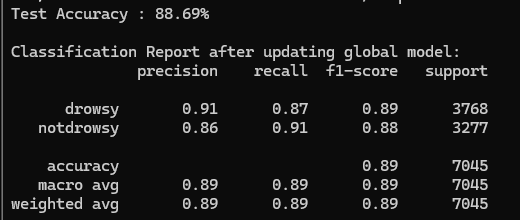 Test Accuracy : 88.69%
Classification Report after updating global model:
precision recall f1-score support
drowsy 0.91 0.87 0.89 3768
notdrowsy 0.86 0.91 0.88 3277
accuracy 0.89 7045
macro avg 0.89 0.89 0.89 7045
weighted avg 0.89 0.89 0.89 7045